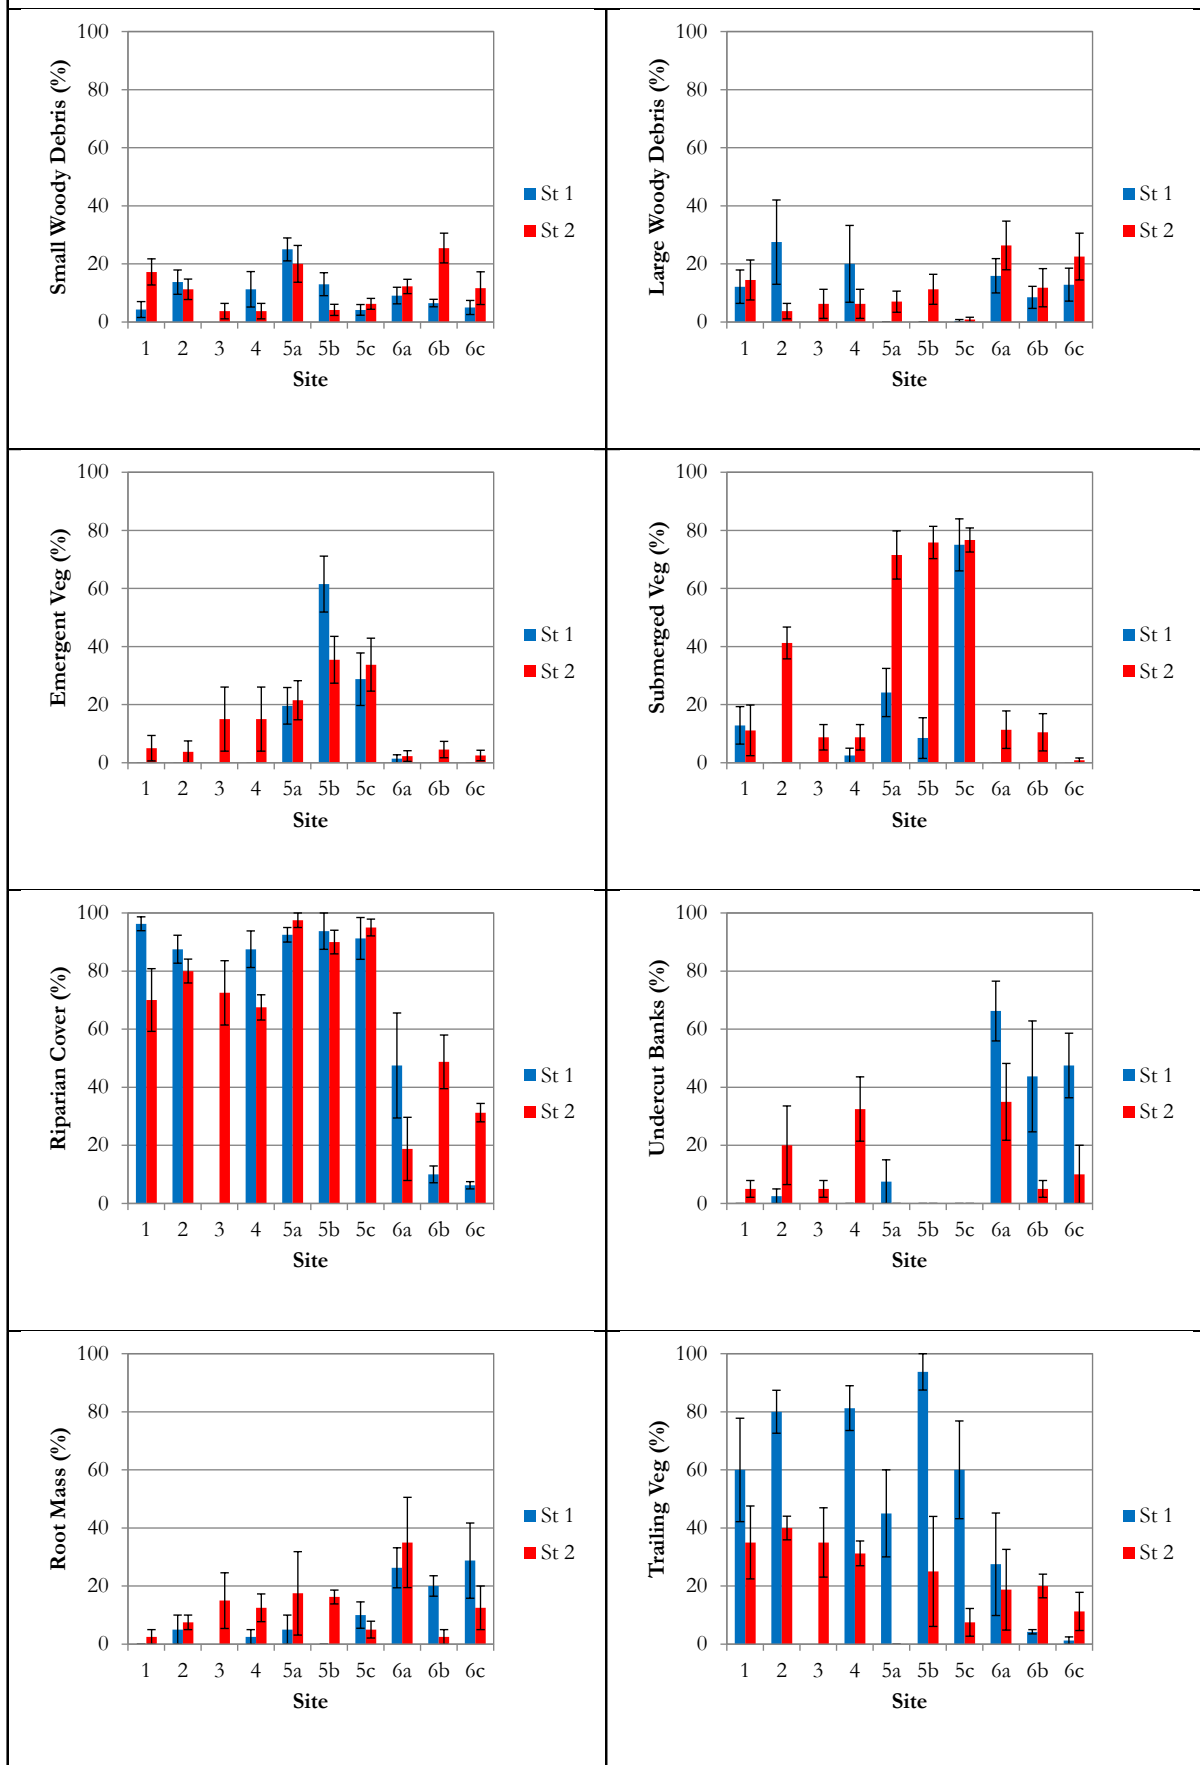 Small Woody Debris (%)
100
80
60
40
20
0
1 2 3 4 5a 5b 5c 6a 6b 6c
Site
St 1
St 2
Large Woody Debris (%)
100
80
60
40
20
0
1 2 3 4 5a 5b 5c 6a 6b 6c
Site
St 1
St 2
Emergent Veg (%)
100
80
60
40
20
0
1 2 3 4 5a 5b 5c 6a 6b 6c
Site
St 1
St 2
Submerged Veg (%)
100
80
60
40
20
0
1 2 3 4 5a 5b 5c 6a 6b 6c
Site
St 1
St 2
Riparian Cover (%)
100
80
60
40
20
0
1 2 3 4 5a 5b 5c 6a 6b 6c
Site
St 1
St 2
Undercut Banks (%)
100
80
60
40
20
0
1 2 3 4 5a 5b 5c 6a 6b 6c
Site
St 1
St 2
Root Mass (%)
100
80
60
40
20
0
1 2 3 4 5a 5b 5c 6a 6b 6c
Site
St 1
St 2
Trailing Veg (%)
100
80
60
40
20
0
1 2 3 4 5a 5b 5c 6a 6b 6c
Site
St 1
St 2